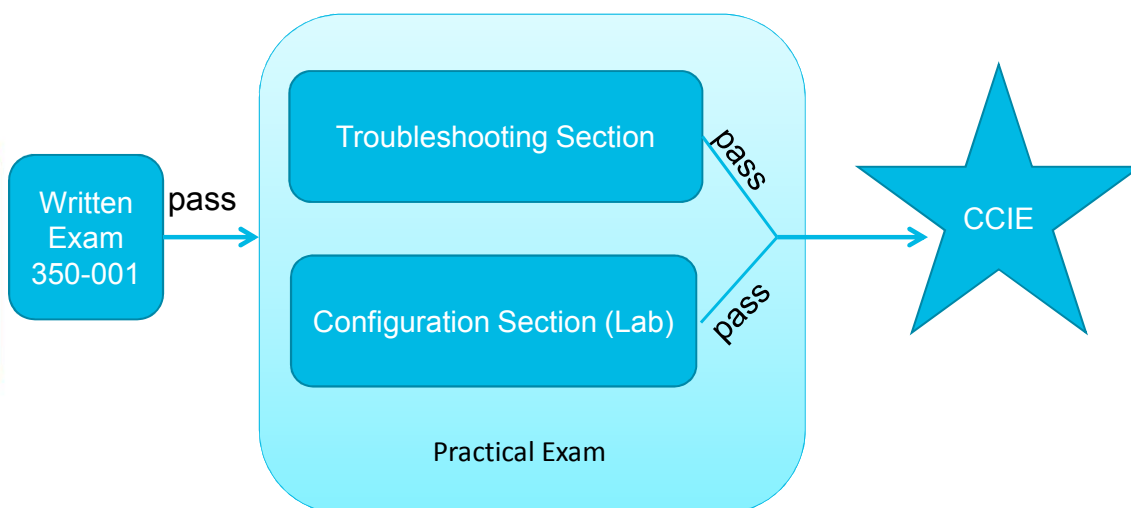 Written
Exam
350-001
pass
Troubleshooting Section
pass
Configuration Section (Lab)
pass
Practical Exam
CCIE